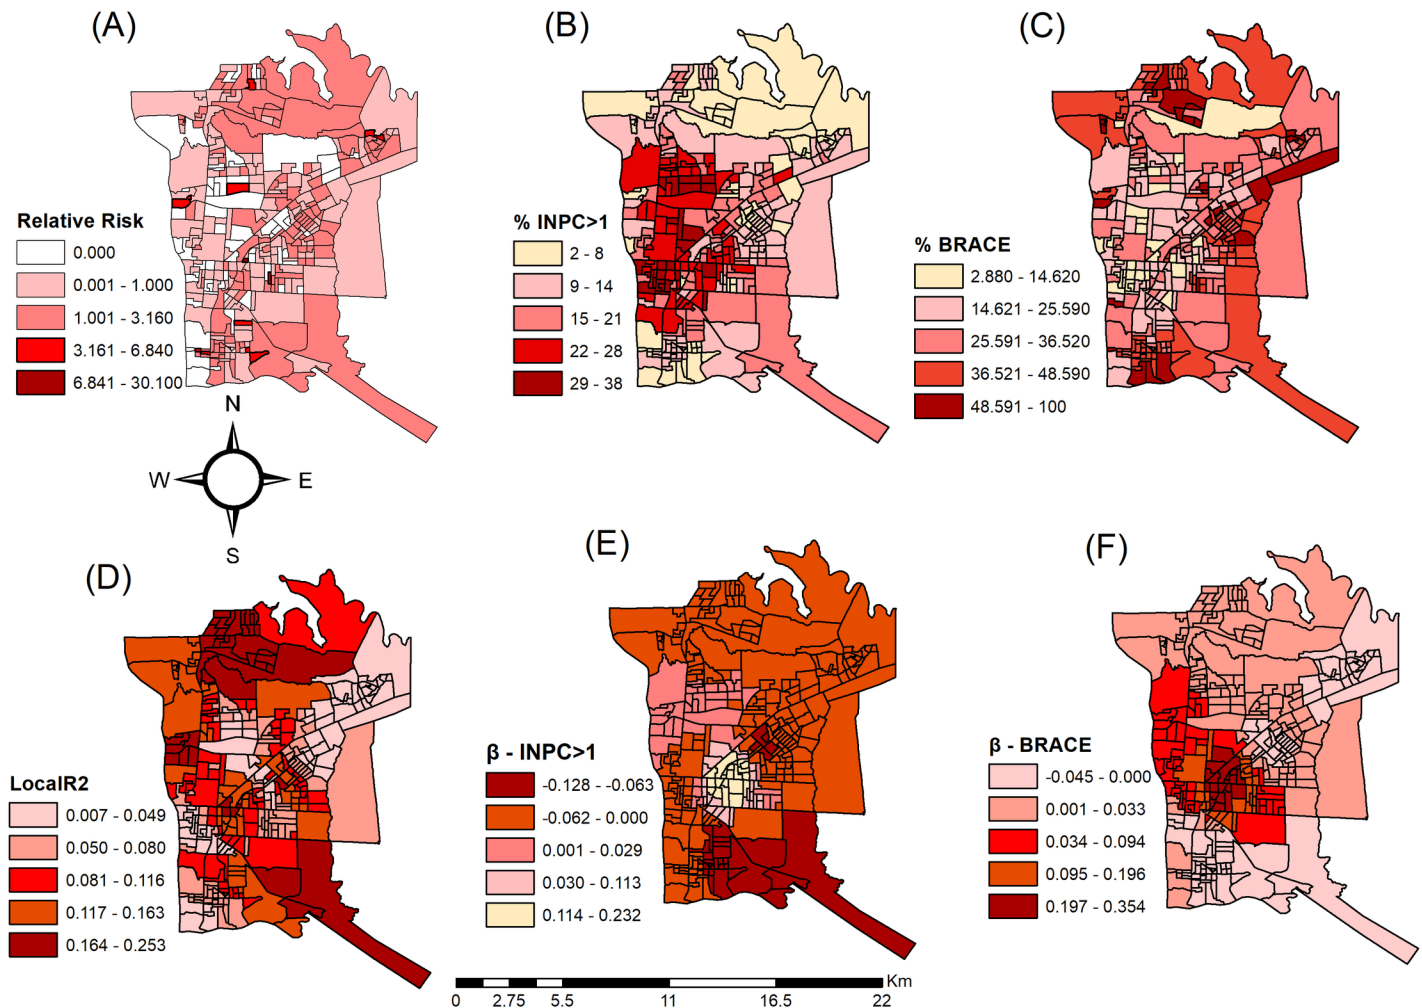 (A)
(B)
(C)
Relative Risk
0.000
0.001 - 1.000
1.001 - 3.160
3.161 - 6.840
6.841 - 30.100
% INPC>1
2 - 8
9 - 14
15 - 21
22 - 28
29 - 38
% BRACE
2.880 - 14.620
14.621 - 25.590
25.591 - 36.520
36.521 - 48.590
48.591 - 100
N
W
E
S
(D)
(E)
(F)
LocalR2
0.007 - 0.049
0.050 - 0.080
0.081 - 0.116
0.117 - 0.163
0.164 - 0.253
β - INPC>1
-0.128 - -0.063
-0.062 - 0.000
0.001 - 0.029
0.030 - 0.113
0.114 - 0.232
β - BRACE
-0.045 - 0.000
0.001 - 0.033
0.034 - 0.094
0.095 - 0.196
0.197 - 0.354
Km
0 2.75 5.5 11 16.5 22